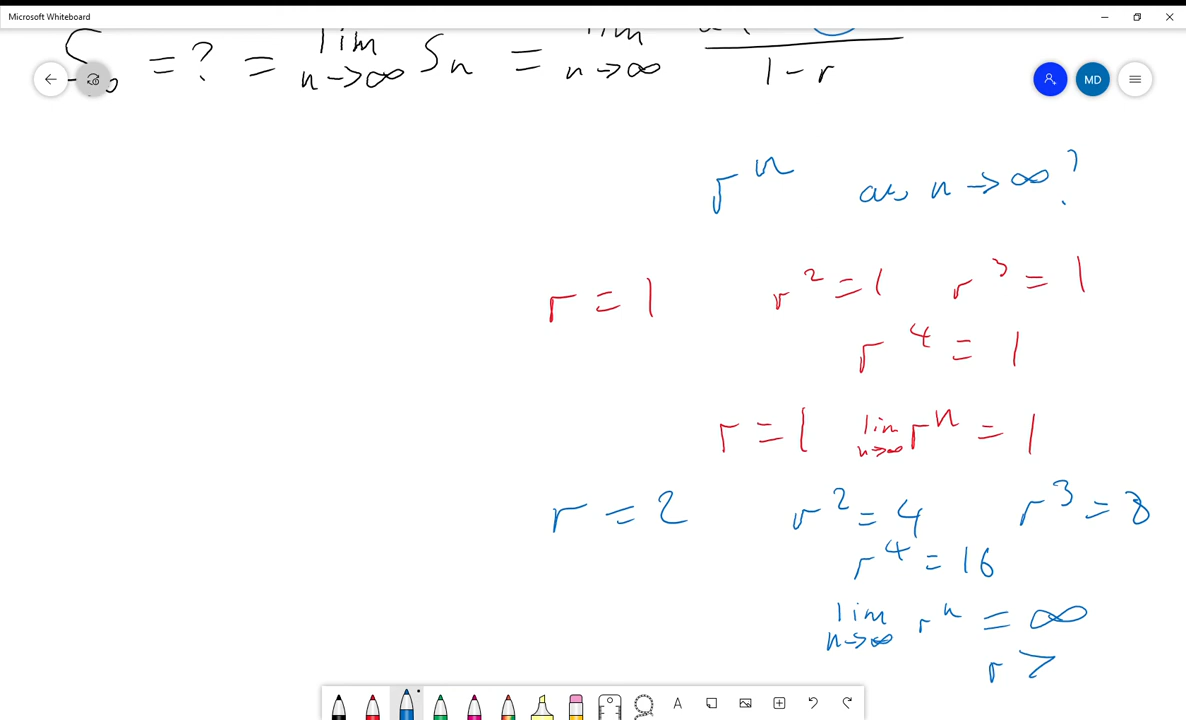 Microsoft Whiteboard
S = ? = lim n→∞ Sn = lim n→∞ 1 - r
MD
r^n as n → ∞ ?
r = 1 r^2 = 1 r^3 = 1
r^4 = 1
r = 1 lim n→∞ r^n = 1
r = 2 r^2 = 4 r^3 = 8
r^4 = 16
lim n→∞ r^n = ∞
r >
A